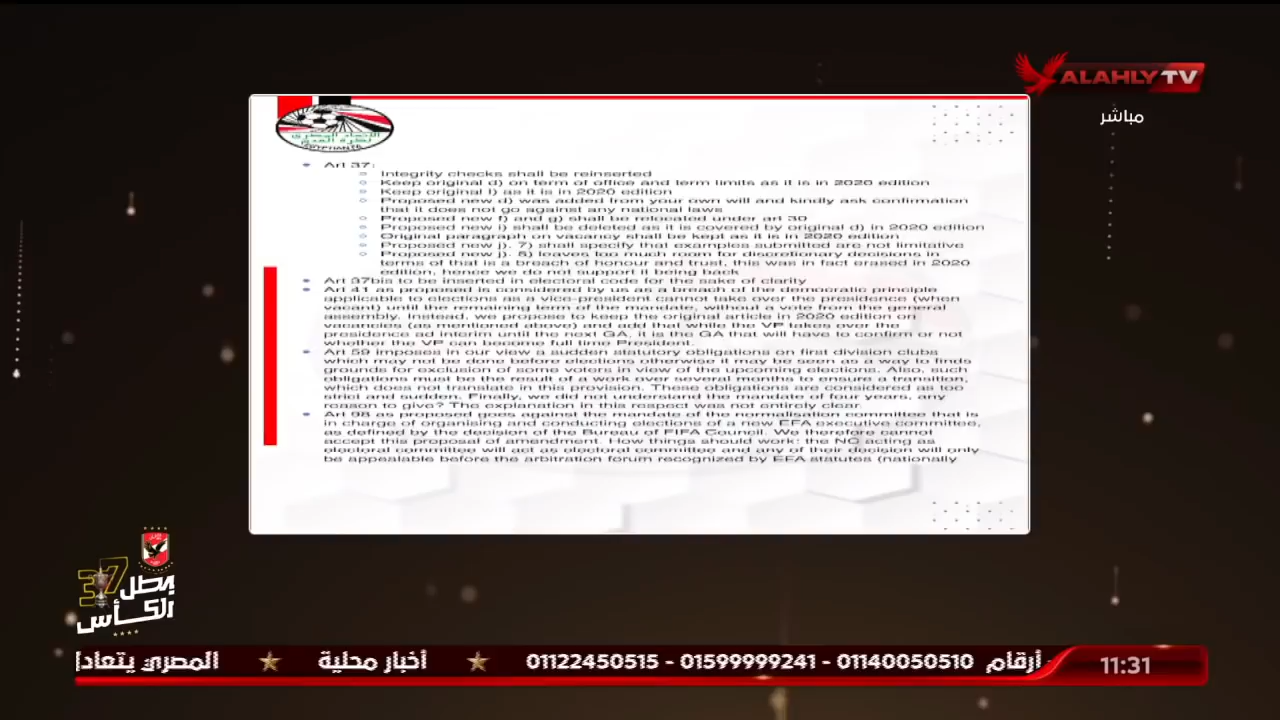 ALAHLY TV
مباشر
الاتحاد المصرى
لكرة القدم
Art 37:
Integrity checks shall be reinserted
Keep original d) on term of office and term limits as it is in 2020 edition
Keep original l) as it is in 2020 edition
Proposed new d) was added from your own will and kindly ask confirmation
that it does not go against any national laws
Proposed new f) and g) shall be relocated under art 30
Proposed new i) shall be deleted as it is covered by original d) in 2020 edition
Original paragraph on vacancy shall be kept as it is in 2020 edition
Proposed new j). 7) shall specify that examples submitted are not limitative
Proposed new j). 8) leaves too much room for discretionary decisions in
terms of that is a breach of honour and trust, this was in fact erased in 2020
edition, hence we do not support it being back
Art 37bis to be inserted in electoral code for the sake of clarity
Art 41 as proposed is considered by us as a breach of the democratic principle
applicable to elections as a vice-president cannot take over the presidence (when
vacant) until the remaining term of the mandate, without a vote from the general
assembly. Instead, we propose to keep the original article in 2020 edition on
vacancies (as mentioned above) and add that while the VP takes over the
presidence ad interim until the next GA, it is the GA that will have to confirm or not
whether the VP can become full time President.
Art 59 imposes in our view a sudden statutory obligations on first division clubs
which may not be done before elections otherwise it may be seen as a way to finds
grounds for exclusion of some voters in view of the upcoming elections. Also, such
obligations must be the result of a work over several months to ensure a transition,
which does not translate in this provision. These obligations are considered as too
strict and sudden. Finally, we did not understand the mandate of four years, any
reason to give? The explanation in this respect was not entirely clear
Art 98 as proposed goes against the mandate of the normalisation committee that is
in charge of organising and conducting elections of a new EFA executive committee,
as defined by the decision of the Bureau of FIFA Council. We therefore cannot
accept this proposal of amendment. How things should work: the NC acting as
electoral committee will act as electoral committee and any of their decision will only
be appealable before the arbitration forum recognized by EFA statutes (nationally
37
بطل
الكأس
أرقام 01140050510 - 01599999241 - 01122450515 ★ أخبار محلية ★ المصري يتعادل
11:31